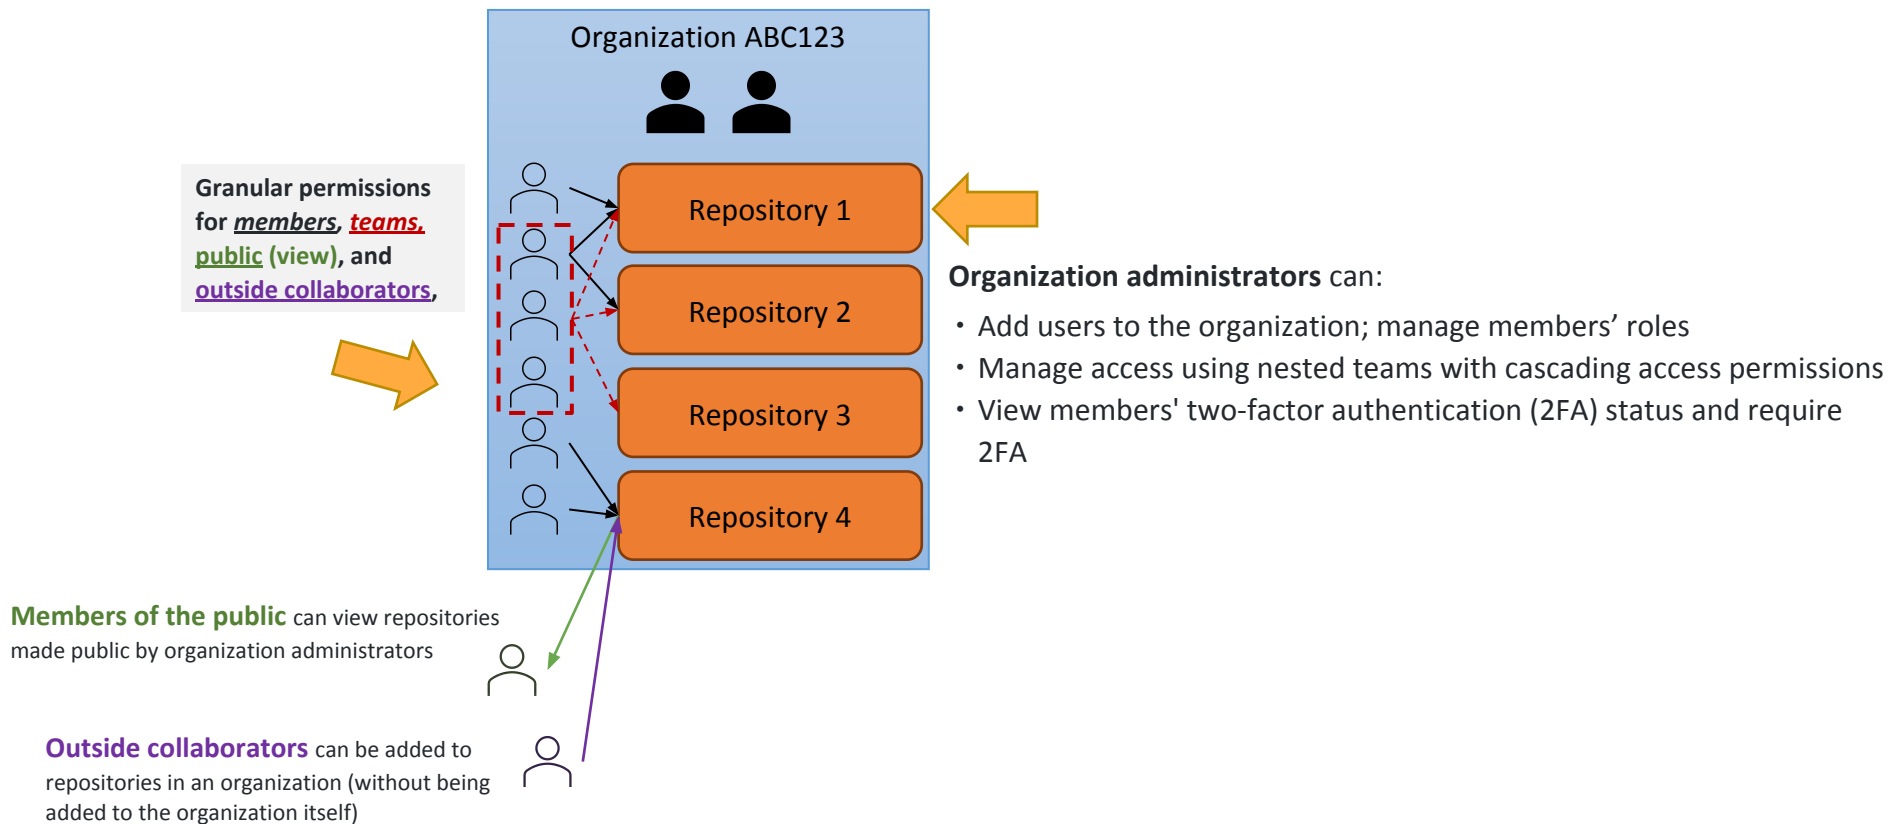 Organization ABC123
Granular permissions
for members, teams,
public (view), and
outside collaborators,
Repository 1
Repository 2
Repository 3
Repository 4
Organization administrators can:
• Add users to the organization; manage members’ roles
• Manage access using nested teams with cascading access permissions
• View members' two-factor authentication (2FA) status and require
2FA
Members of the public can view repositories
made public by organization administrators
Outside collaborators can be added to
repositories in an organization (without being
added to the organization itself)